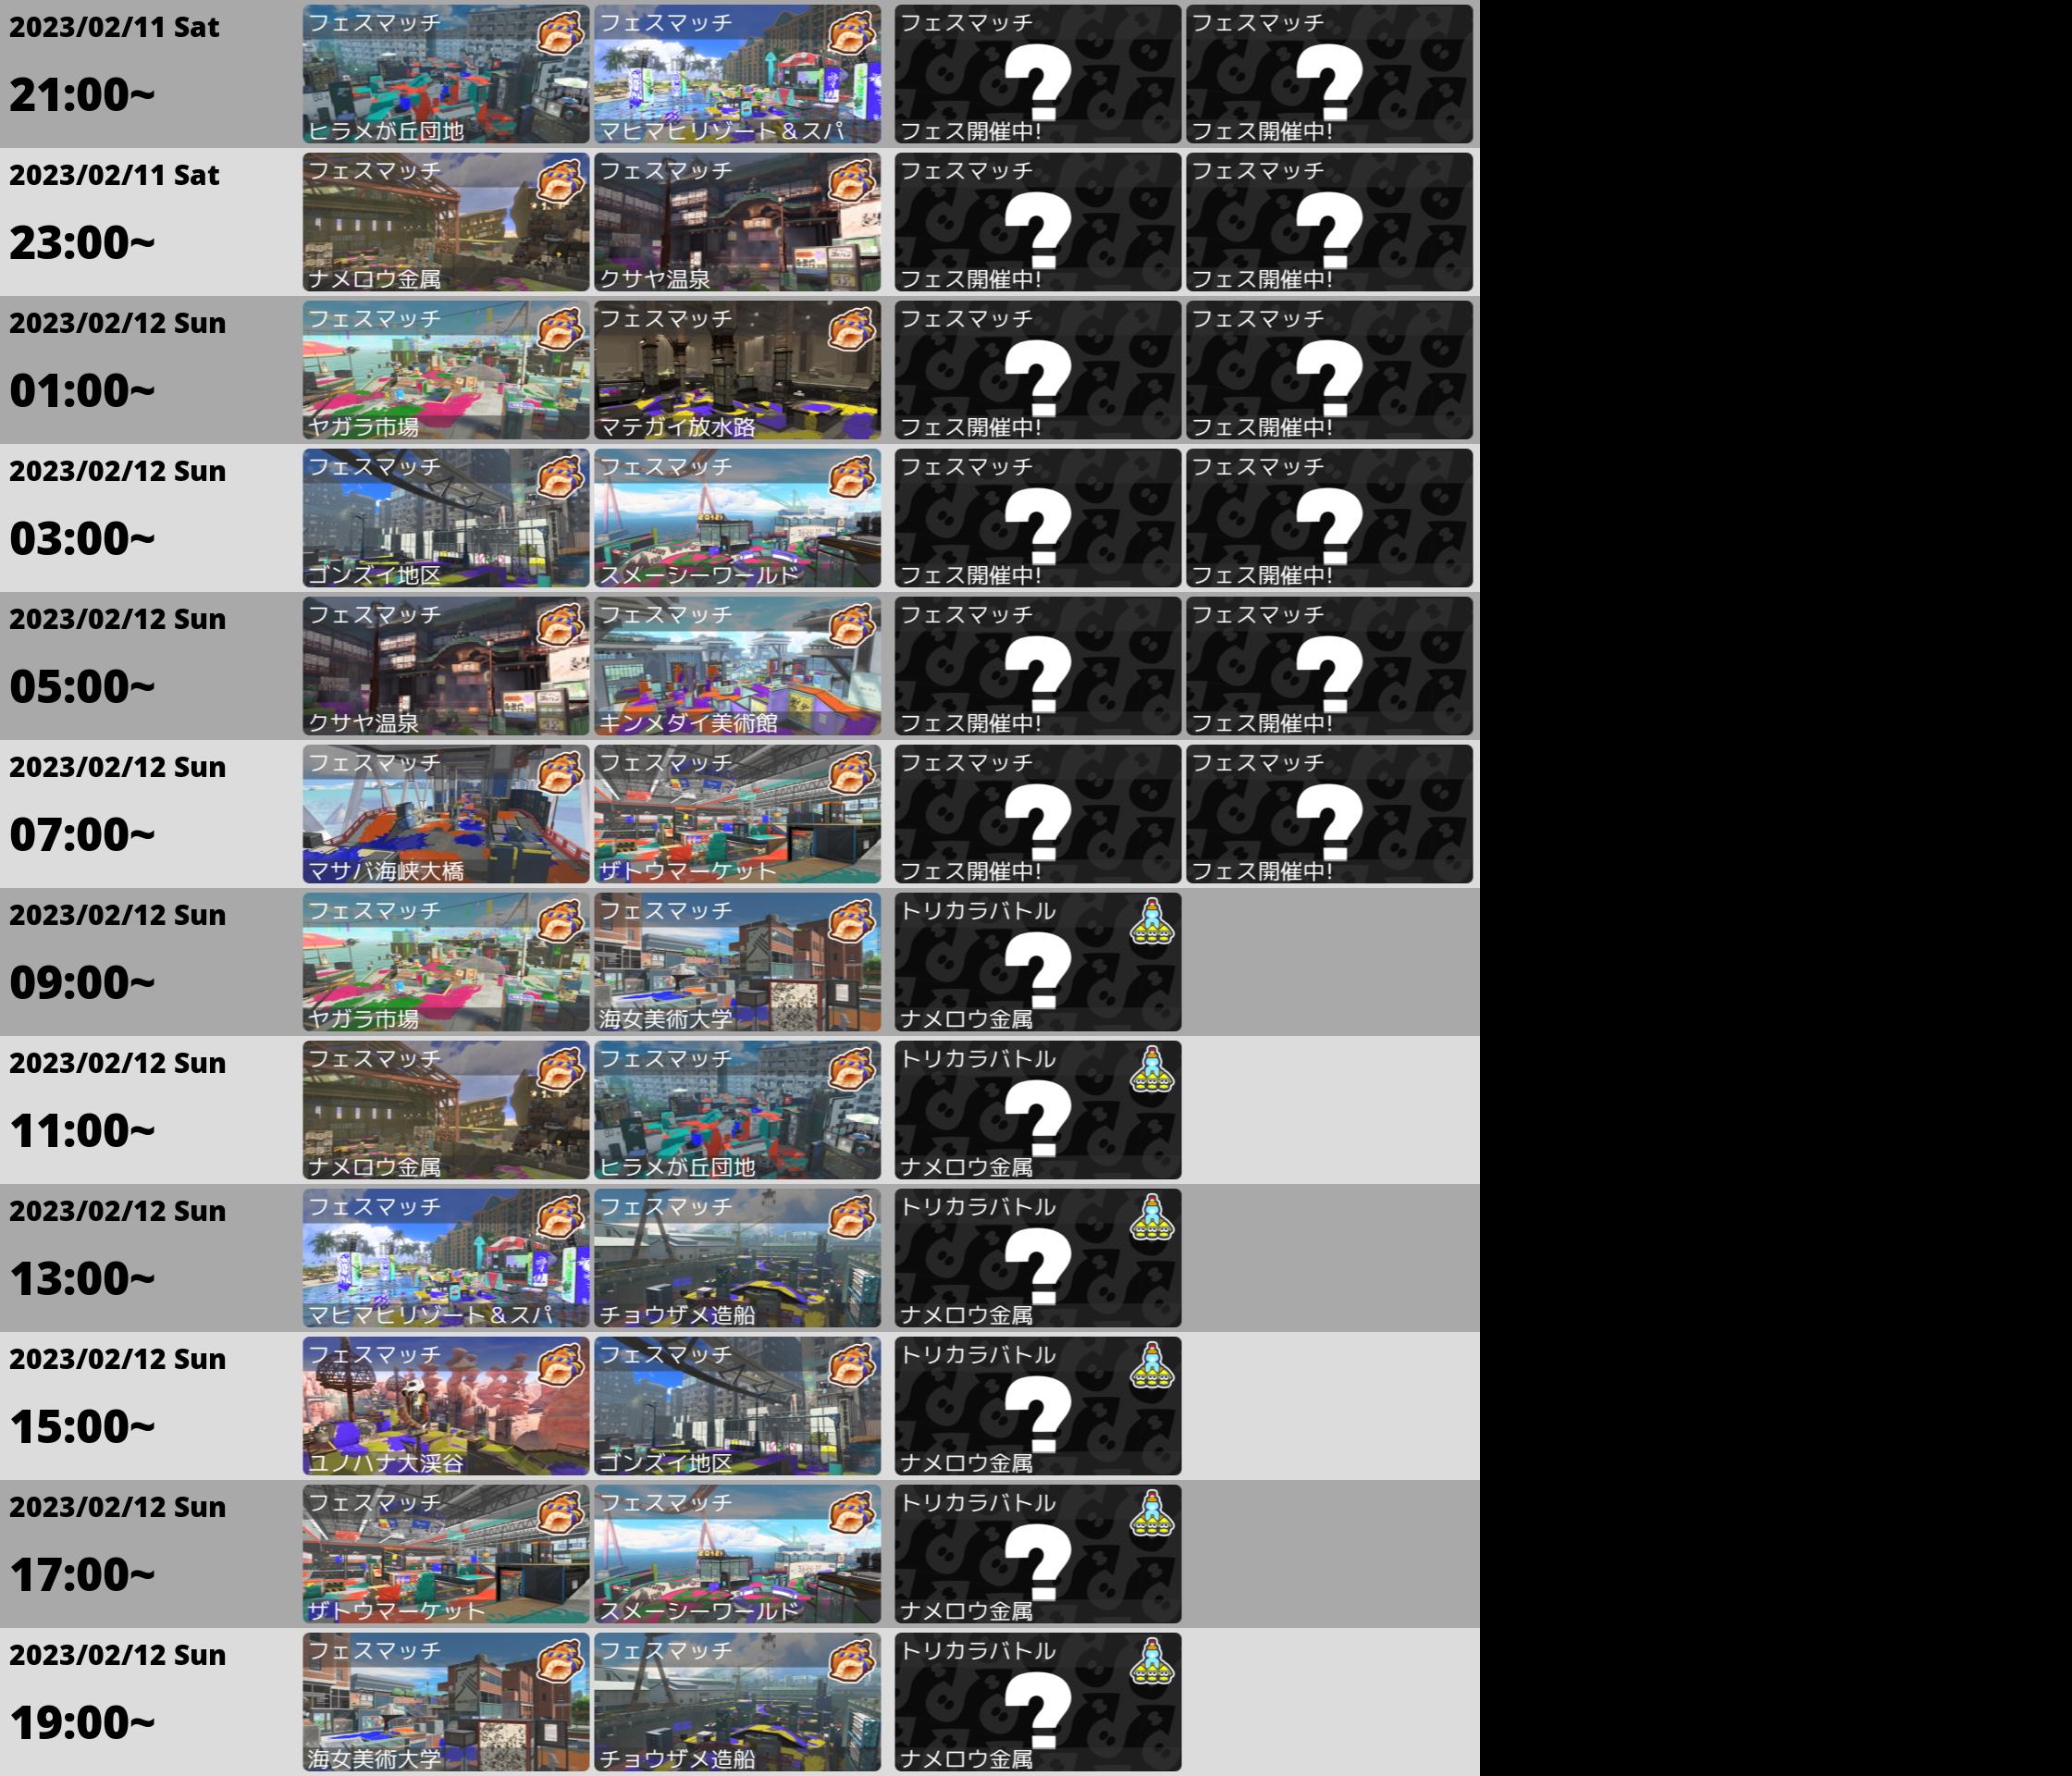 2023/02/11 Sat
21:00~
フェスマッチ
ヒラメが丘団地
フェスマッチ
マヒマヒリゾート＆スパ
フェスマッチ
フェス開催中!
フェスマッチ
フェス開催中!
2023/02/11 Sat
23:00~
フェスマッチ
ナメロウ金属
フェスマッチ
クサヤ温泉
フェスマッチ
フェス開催中!
フェスマッチ
フェス開催中!
2023/02/12 Sun
01:00~
フェスマッチ
ヤガラ市場
フェスマッチ
マテガイ放水路
フェスマッチ
フェス開催中!
フェスマッチ
フェス開催中!
2023/02/12 Sun
03:00~
フェスマッチ
ゴンズイ地区
フェスマッチ
スメーシーワールド
フェスマッチ
フェス開催中!
フェスマッチ
フェス開催中!
2023/02/12 Sun
05:00~
フェスマッチ
クサヤ温泉
フェスマッチ
キンメダイ美術館
フェスマッチ
フェス開催中!
フェスマッチ
フェス開催中!
2023/02/12 Sun
07:00~
フェスマッチ
マサバ海峡大橋
フェスマッチ
ザトウマーケット
フェスマッチ
フェス開催中!
フェスマッチ
フェス開催中!
2023/02/12 Sun
09:00~
フェスマッチ
ヤガラ市場
フェスマッチ
海女美術大学
トリカラバトル
ナメロウ金属
2023/02/12 Sun
11:00~
フェスマッチ
ナメロウ金属
フェスマッチ
ヒラメが丘団地
トリカラバトル
ナメロウ金属
2023/02/12 Sun
13:00~
フェスマッチ
マヒマヒリゾート＆スパ
フェスマッチ
チョウザメ造船
トリカラバトル
ナメロウ金属
2023/02/12 Sun
15:00~
フェスマッチ
ユノハナ大渓谷
フェスマッチ
ゴンズイ地区
トリカラバトル
ナメロウ金属
2023/02/12 Sun
17:00~
フェスマッチ
ザトウマーケット
フェスマッチ
スメーシーワールド
トリカラバトル
ナメロウ金属
2023/02/12 Sun
19:00~
フェスマッチ
海女美術大学
フェスマッチ
チョウザメ造船
トリカラバトル
ナメロウ金属